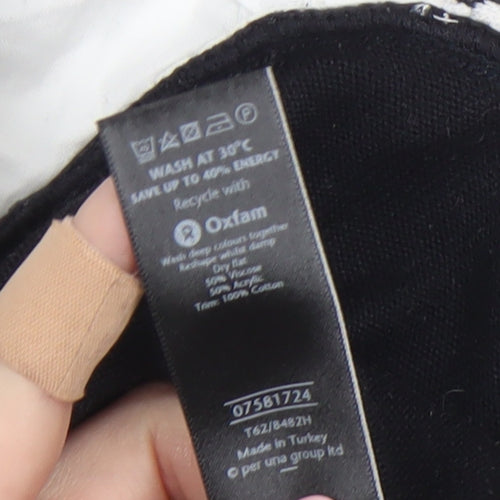 WASH AT 30°C
SAVE UP TO 40% ENERGY
Recycle with
Oxfam
Wash deep colours together
Reshape whilst damp
Dry flat
50% Viscose
50% Acrylic
Trim: 100% Cotton
07581724
T62/8482H
Made in Turkey
© per una group ltd